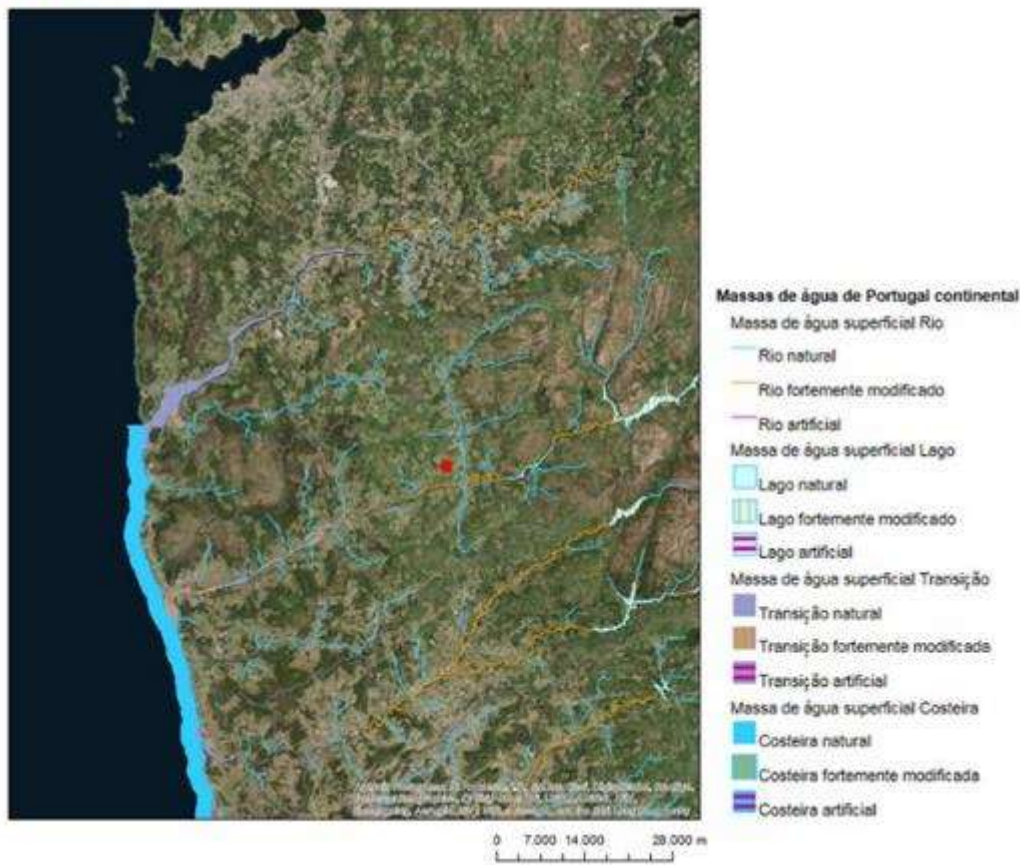 Massas de água de Portugal continental
Massa de água superficial Rio
Rio natural
Rio fortemente modificado
Rio artificial
Massa de água superficial Lago
Lago natural
Lago fortemente modificado
Lago artificial
Massa de água superficial Transição
Transição natural
Transição fortemente modificada
Transição artificial
Massa de água superficial Costeira
Costeira natural
Costeira fortemente modificada
Costeira artificial
0 7.000 14.000 28.000 m